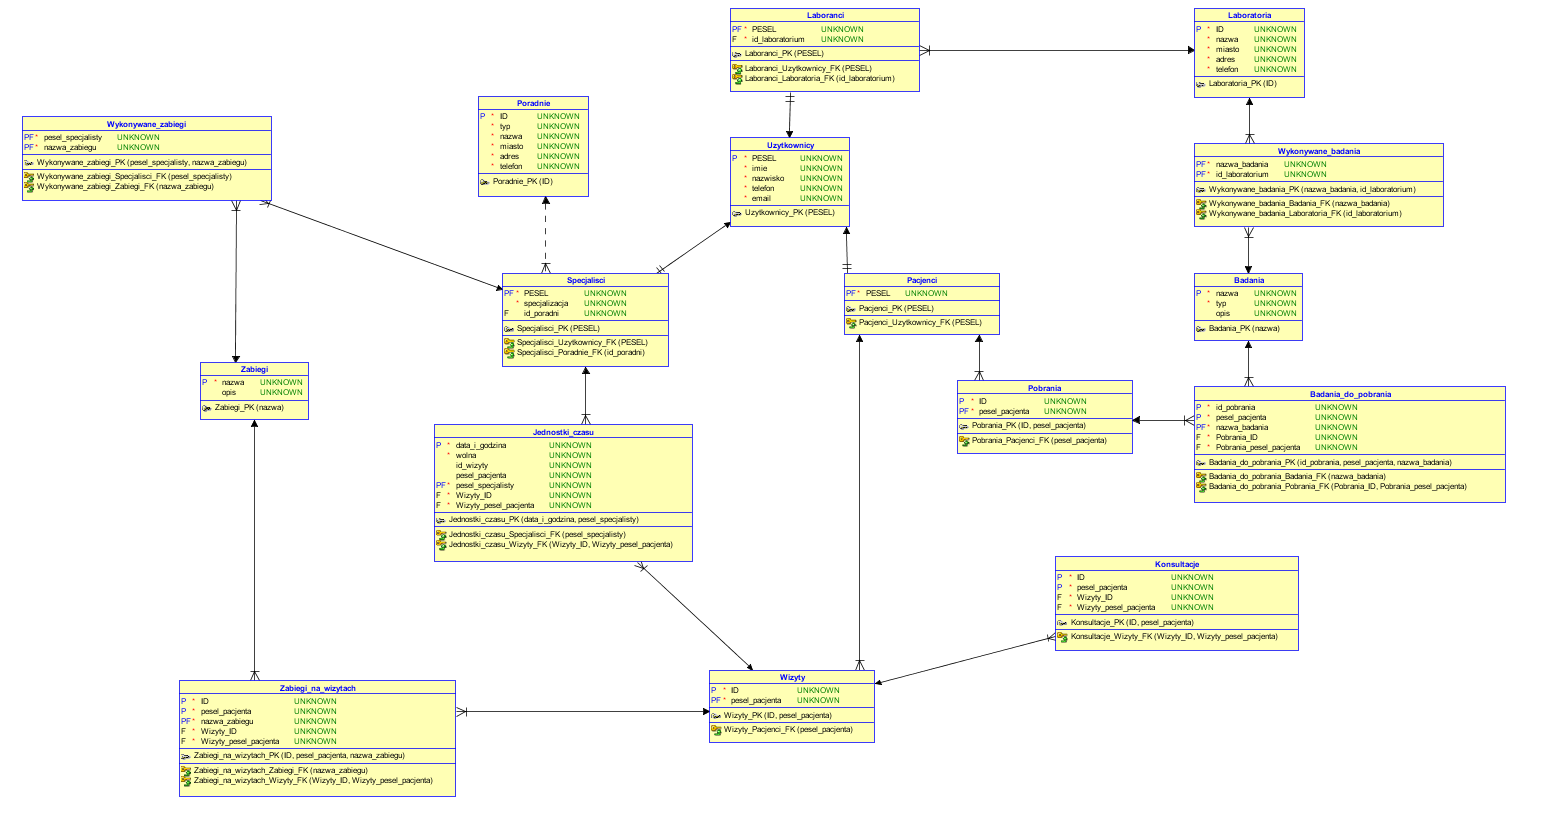 Laboranci
PF * PESEL UNKNOWN
F * id_laboratorium UNKNOWN
Laboranci_PK (PESEL)
Laboranci_Uzytkownicy_FK (PESEL)
Laboranci_Laboratoria_FK (id_laboratorium)
Laboratoria
P * ID UNKNOWN
* nazwa UNKNOWN
* miasto UNKNOWN
* adres UNKNOWN
* telefon UNKNOWN
Laboratoria_PK (ID)
Poradnie
P * ID UNKNOWN
* typ UNKNOWN
* nazwa UNKNOWN
* miasto UNKNOWN
* adres UNKNOWN
* telefon UNKNOWN
Poradnie_PK (ID)
Wykonywane_zabiegi
PF * pesel_specjalisty UNKNOWN
PF * nazwa_zabiegu UNKNOWN
Wykonywane_zabiegi_PK (pesel_specjalisty, nazwa_zabiegu)
Wykonywane_zabiegi_Specjalisci_FK (pesel_specjalisty)
Wykonywane_zabiegi_Zabiegi_FK (nazwa_zabiegu)
Uzytkownicy
P * PESEL UNKNOWN
* imie UNKNOWN
* nazwisko UNKNOWN
* telefon UNKNOWN
* email UNKNOWN
Uzytkownicy_PK (PESEL)
Wykonywane_badania
PF * nazwa_badania UNKNOWN
PF * id_laboratorium UNKNOWN
Wykonywane_badania_PK (nazwa_badania, id_laboratorium)
Wykonywane_badania_Badania_FK (nazwa_badania)
Wykonywane_badania_Laboratoria_FK (id_laboratorium)
Specjalisci
PF * PESEL UNKNOWN
* specjalizacja UNKNOWN
F id_poradni UNKNOWN
Specjalisci_PK (PESEL)
Specjalisci_Uzytkownicy_FK (PESEL)
Specjalisci_Poradnie_FK (id_poradni)
Pacjenci
PF * PESEL UNKNOWN
Pacjenci_PK (PESEL)
Pacjenci_Uzytkownicy_FK (PESEL)
Badania
P * nazwa UNKNOWN
* typ UNKNOWN
opis UNKNOWN
Badania_PK (nazwa)
Zabiegi
P * nazwa UNKNOWN
opis UNKNOWN
Zabiegi_PK (nazwa)
Pobrania
P * ID UNKNOWN
PF * pesel_pacjenta UNKNOWN
Pobrania_PK (ID, pesel_pacjenta)
Pobrania_Pacjenci_FK (pesel_pacjenta)
Badania_do_pobrania
P * id_pobrania UNKNOWN
P * pesel_pacjenta UNKNOWN
PF * nazwa_badania UNKNOWN
F * Pobrania_ID UNKNOWN
F * Pobrania_pesel_pacjenta UNKNOWN
Badania_do_pobrania_PK (id_pobrania, pesel_pacjenta, nazwa_badania)
Badania_do_pobrania_Badania_FK (nazwa_badania)
Badania_do_pobrania_Pobrania_FK (Pobrania_ID, Pobrania_pesel_pacjenta)
Jednostki_czasu
P * data_i_godzina UNKNOWN
* wolna UNKNOWN
id_wizyty UNKNOWN
pesel_pacjenta UNKNOWN
PF * pesel_specjalisty UNKNOWN
F * Wizyty_ID UNKNOWN
F * Wizyty_pesel_pacjenta UNKNOWN
Jednostki_czasu_PK (data_i_godzina, pesel_specjalisty)
Jednostki_czasu_Specjalisci_FK (pesel_specjalisty)
Jednostki_czasu_Wizyty_FK (Wizyty_ID, Wizyty_pesel_pacjenta)
Konsultacje
P * ID UNKNOWN
P * pesel_pacjenta UNKNOWN
F * Wizyty_ID UNKNOWN
F * Wizyty_pesel_pacjenta UNKNOWN
Konsultacje_PK (ID, pesel_pacjenta)
Konsultacje_Wizyty_FK (Wizyty_ID, Wizyty_pesel_pacjenta)
Wizyty
P * ID UNKNOWN
PF * pesel_pacjenta UNKNOWN
Wizyty_PK (ID, pesel_pacjenta)
Wizyty_Pacjenci_FK (pesel_pacjenta)
Zabiegi_na_wizytach
P * ID UNKNOWN
P * pesel_pacjenta UNKNOWN
PF * nazwa_zabiegu UNKNOWN
F * Wizyty_ID UNKNOWN
F * Wizyty_pesel_pacjenta UNKNOWN
Zabiegi_na_wizytach_PK (ID, pesel_pacjenta, nazwa_zabiegu)
Zabiegi_na_wizytach_Zabiegi_FK (nazwa_zabiegu)
Zabiegi_na_wizytach_Wizyty_FK (Wizyty_ID, Wizyty_pesel_pacjenta)